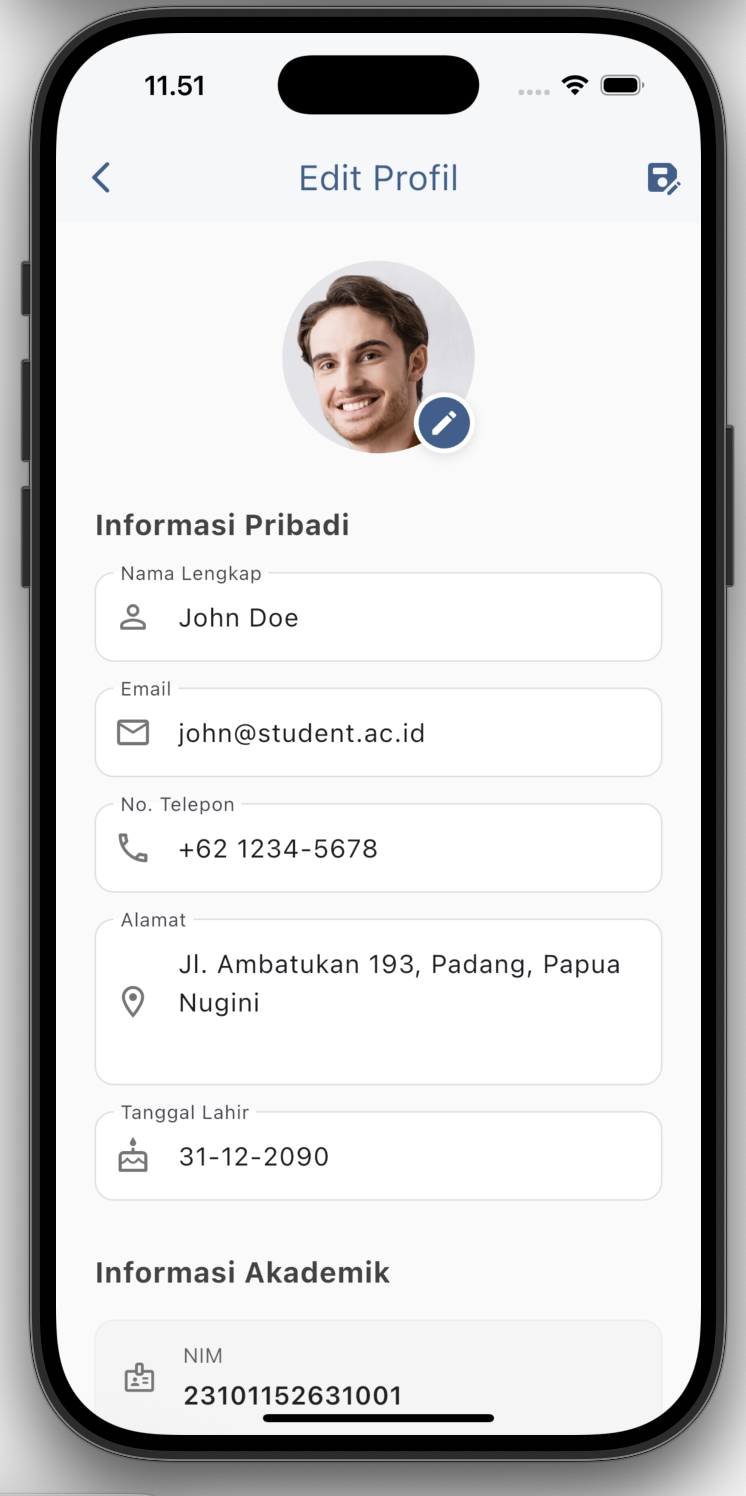 11.51
Edit Profil
Informasi Pribadi
Nama Lengkap
John Doe
Email
john@student.ac.id
No. Telepon
+62 1234-5678
Alamat
Jl. Ambatukan 193, Padang, Papua
Nugini
Tanggal Lahir
31-12-2090
Informasi Akademik
NIM
23101152631001